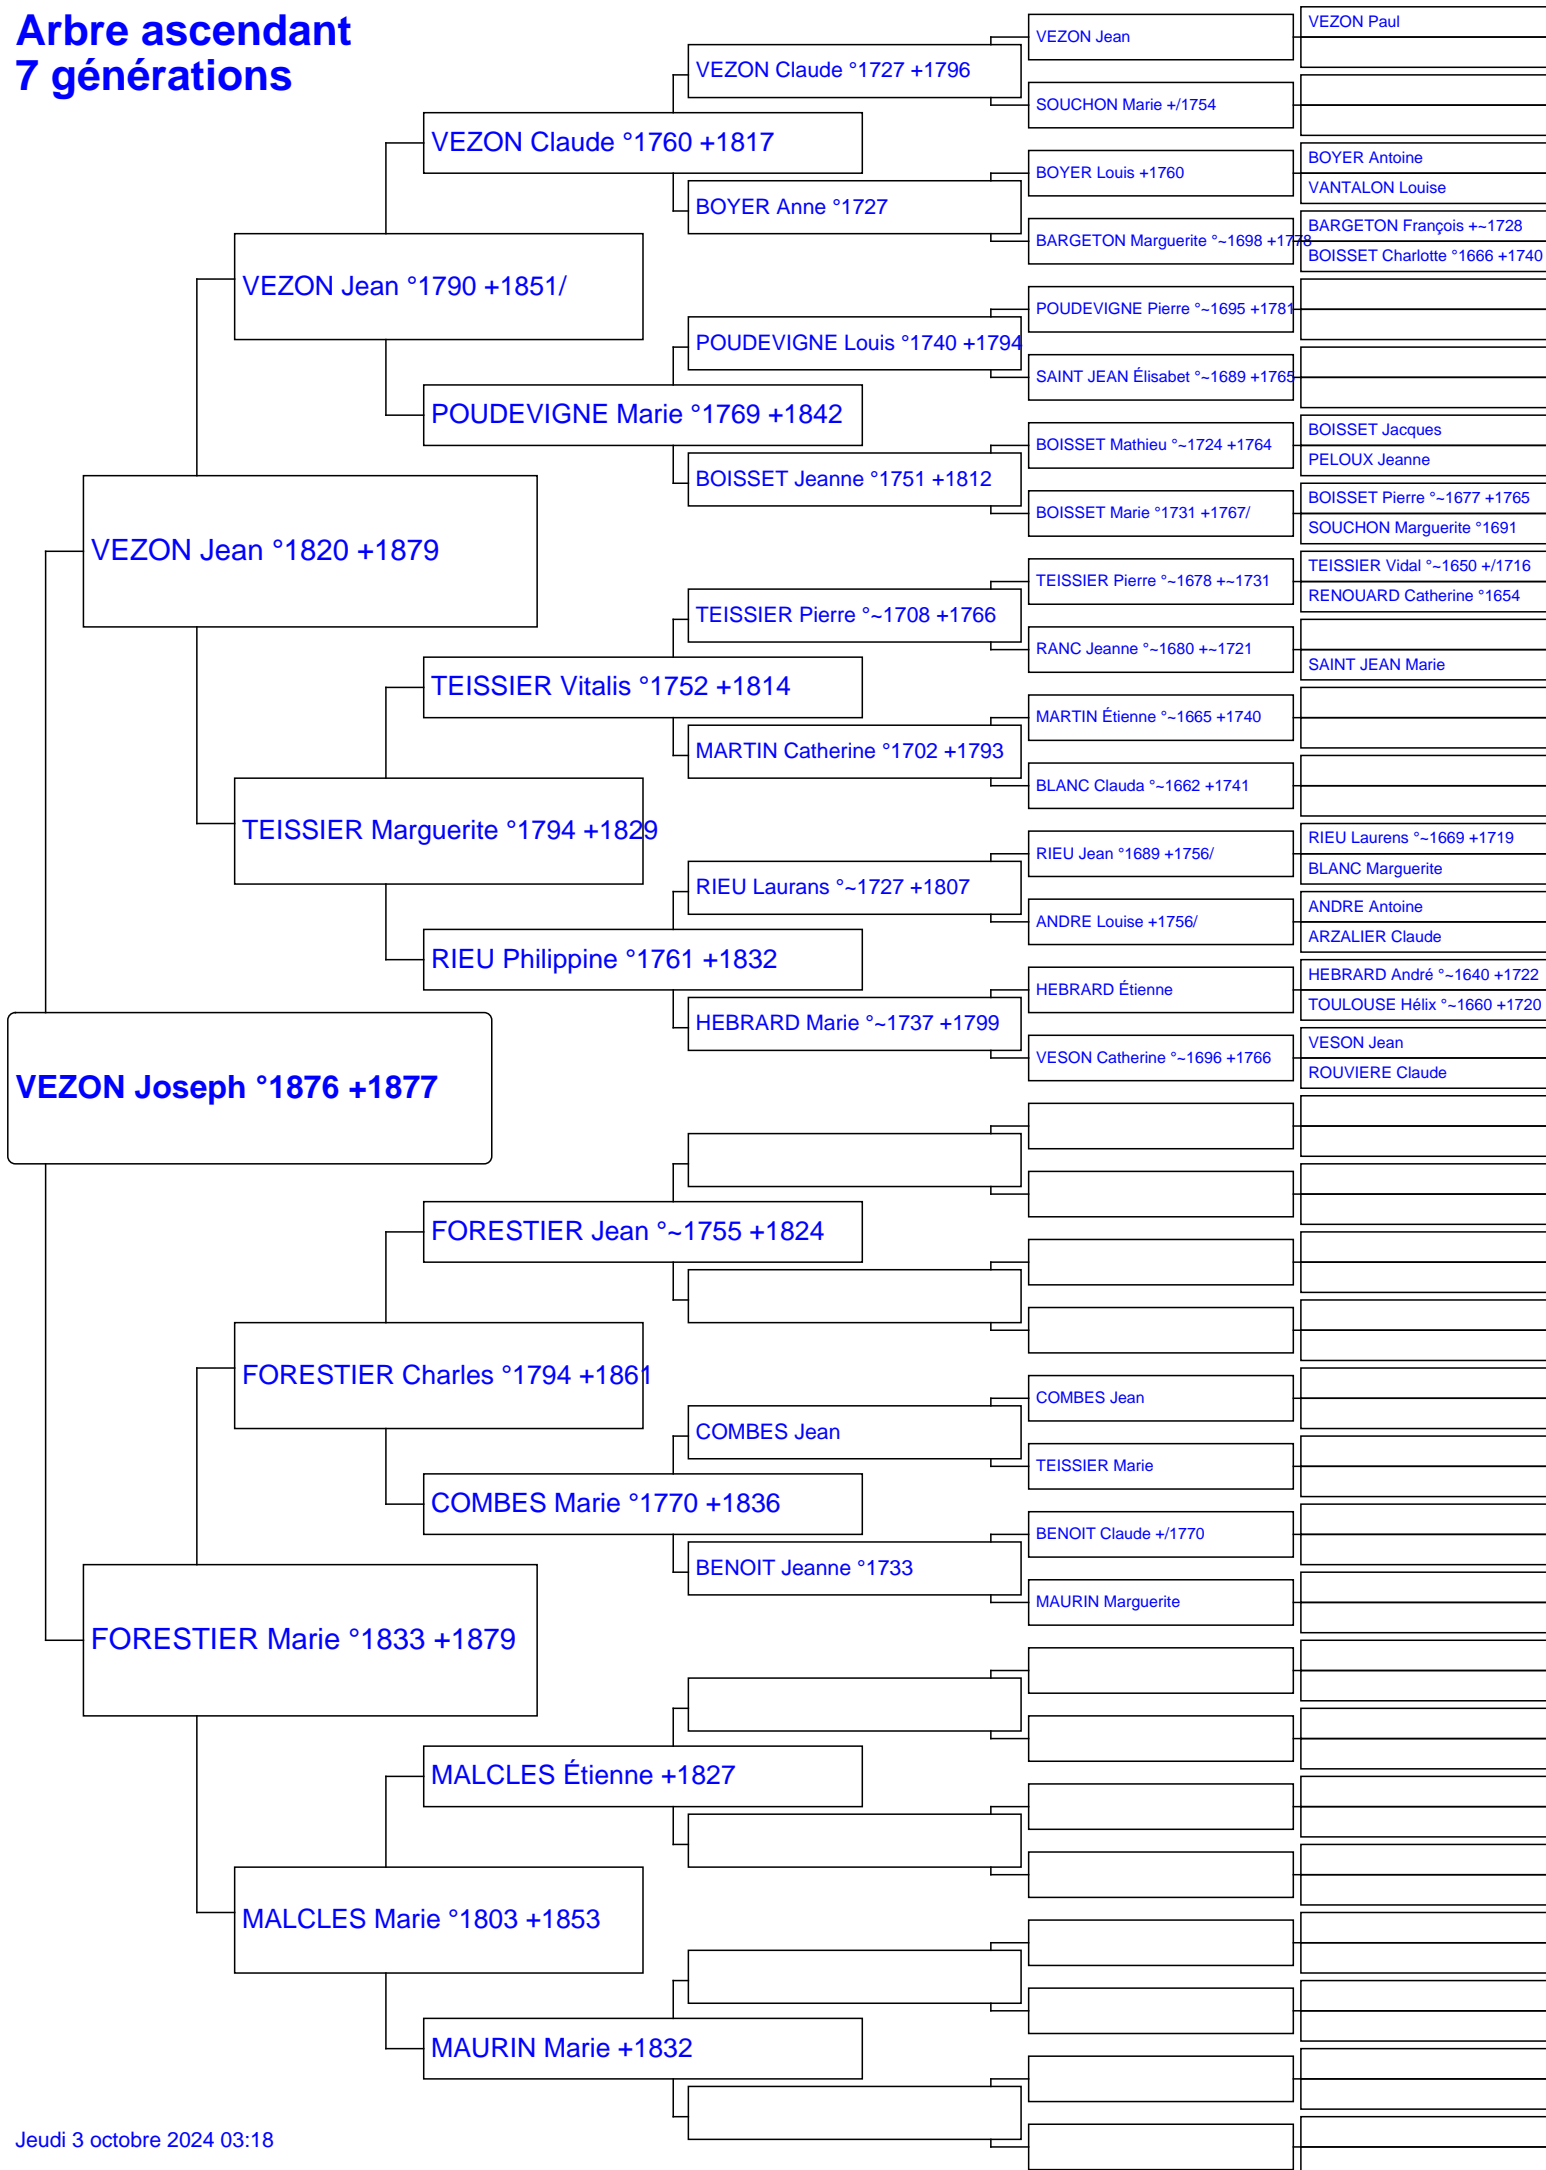 Arbre ascendant
7 générations
VEZON Joseph °1876 +1877
VEZON Jean °1820 +1879
FORESTIER Marie °1833 +1879
VEZON Jean °1790 +1851/
TEISSIER Marguerite °1794 +1829
FORESTIER Charles °1794 +1861
MALCLES Marie °1803 +1853
VEZON Claude °1760 +1817
POUDEVIGNE Marie °1769 +1842
TEISSIER Vitalis °1752 +1814
RIEU Philippine °1761 +1832
FORESTIER Jean °~1755 +1824
COMBES Marie °1770 +1836
MALCLES Étienne +1827
MAURIN Marie +1832
VEZON Claude °1727 +1796
BOYER Anne °1727
POUDEVIGNE Louis °1740 +1794
BOISSET Jeanne °1751 +1812
TEISSIER Pierre °~1708 +1766
MARTIN Catherine °1702 +1793
RIEU Laurans °~1727 +1807
HEBRARD Marie °~1737 +1799
COMBES Jean
BENOIT Jeanne °1733
VEZON Jean
SOUCHON Marie +/1754
BOYER Louis +1760
BARGETON Marguerite °~1698 +1778
POUDEVIGNE Pierre °~1695 +1781
SAINT JEAN Élisabet °~1689 +1765
BOISSET Mathieu °~1724 +1764
BOISSET Marie °1731 +1767/
TEISSIER Pierre °~1678 +~1731
RANC Jeanne °~1680 +~1721
MARTIN Étienne °~1665 +1740
BLANC Clauda °~1662 +1741
RIEU Jean °1689 +1756/
ANDRE Louise +1756/
HEBRARD Étienne
VESON Catherine °~1696 +1766
COMBES Jean
TEISSIER Marie
BENOIT Claude +/1770
MAURIN Marguerite
VEZON Paul
BOYER Antoine
VANTALON Louise
BARGETON François +~1728
BOISSET Charlotte °1666 +1740
BOISSET Jacques
PELOUX Jeanne
BOISSET Pierre °~1677 +1765
SOUCHON Marguerite °1691
TEISSIER Vidal °~1650 +/1716
RENOUARD Catherine °1654
SAINT JEAN Marie
RIEU Laurens °~1669 +1719
BLANC Marguerite
ANDRE Antoine
ARZALIER Claude
HEBRARD André °~1640 +1722
TOULOUSE Hélix °~1660 +1720
VESON Jean
ROUVIERE Claude
Jeudi 3 octobre 2024 03:18